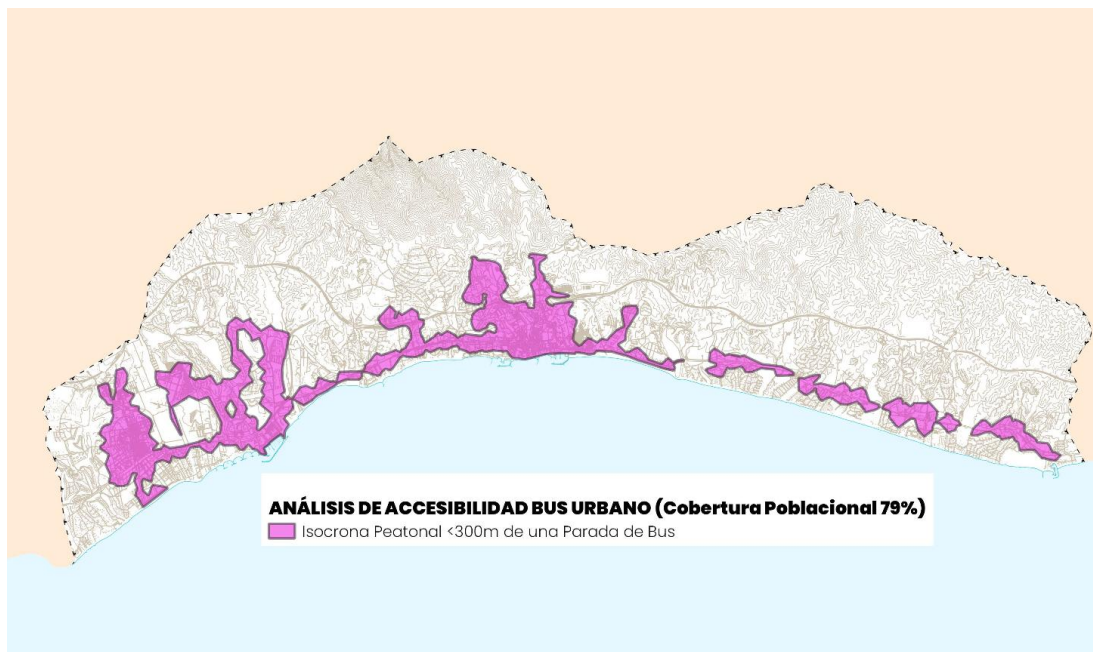 ANÁLISIS DE ACCESIBILIDAD BUS URBANO (Cobertura Poblacional 79%)
Isocrona Peatonal <300m de una Parada de Bus